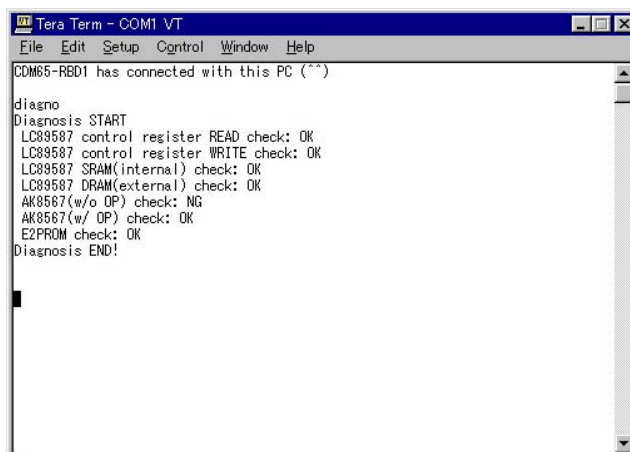 Tera Term - COM1 VT
File Edit Setup Control Window Help
CDM65-RBD1 has connected with this PC (^^)
diagno
Diagnosis START
LC89587 control register READ check: OK
LC89587 control register WRITE check: OK
LC89587 SRAM(internal) check: OK
LC89587 DRAM(external) check: OK
AK8567(w/o OP) check: NG
AK8567(w/ OP) check: OK
E2PROM check: OK
Diagnosis END!